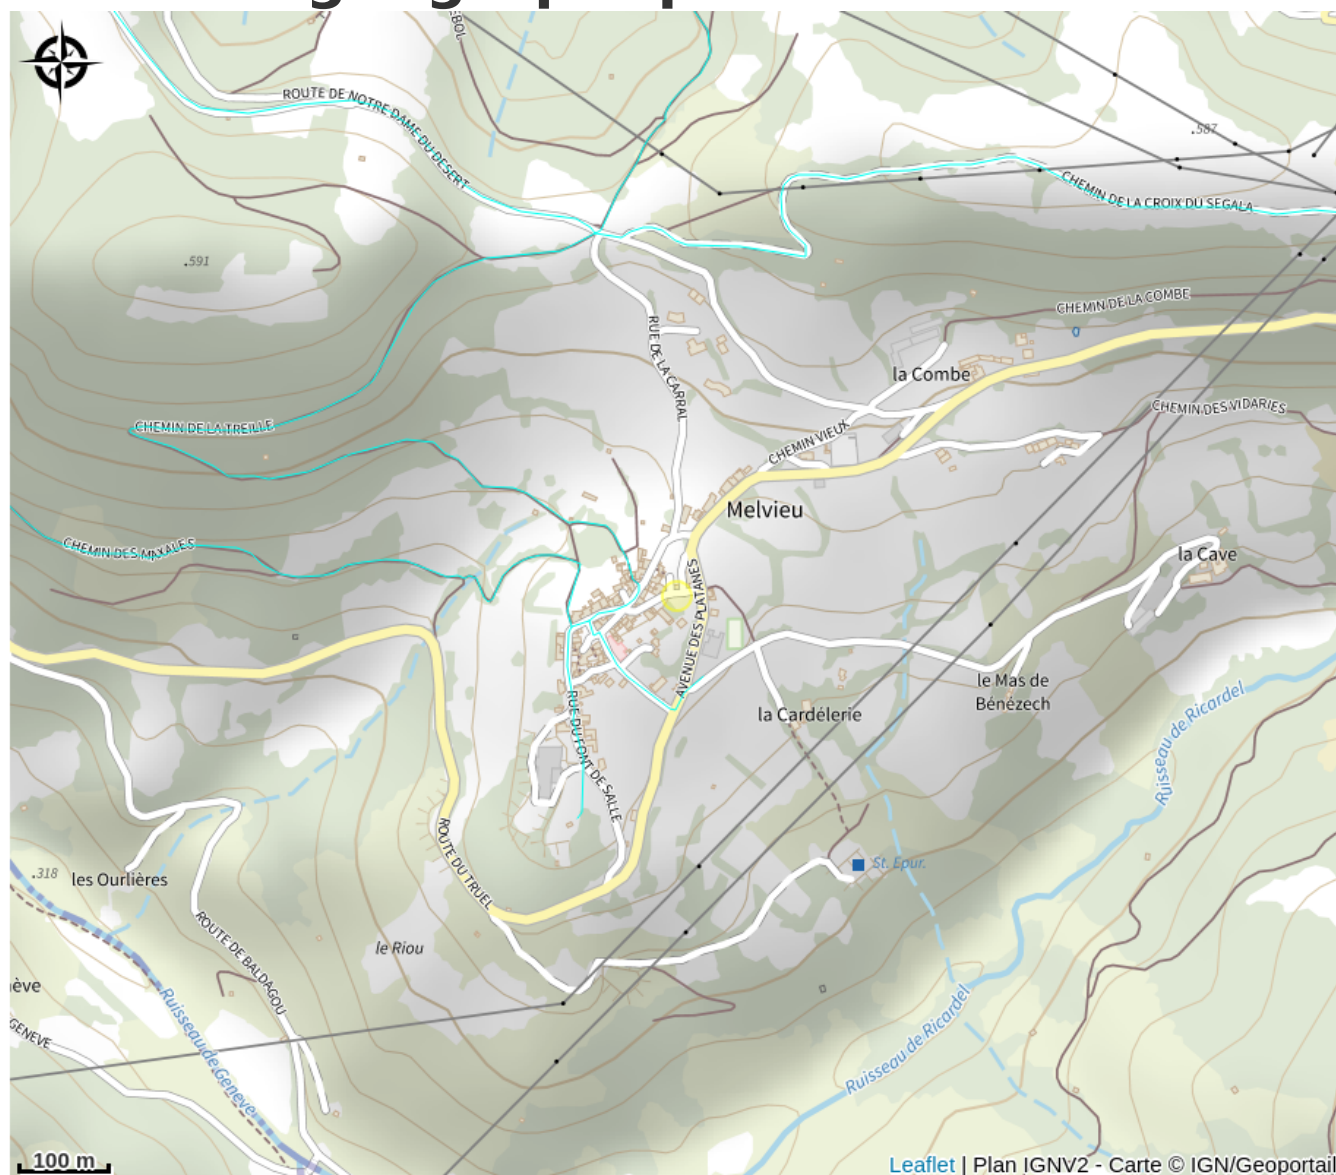 ROUTE DE NOTRE DAME DU DESERT
.587
CHEMIN DE LA CROIX DU SEGALA
.591
CHEMIN DE LA COMBE
RUE DE LA CARRAL
la Combe
CHEMIN DES VIDARIES
CHEMIN DE LA TREILLE
CHEMIN VIEUX
Melvieu
CHEMIN DES MAXALES
la Cave
AVENUE DES PLATANES
le Mas de
Bénézech
la Cardélerie
Ruisseau de Ricardel
RUE DU FONT DE SALLE
ROUTE DU TRUEL
St. Epur.
.318
les Ourlières
ROUTE DE BALDAGOU
le Riou
ève
GENEVE
Ruisseau de Geneve
Ruisseau de Ricardel
100 m
Leaflet | Plan IGNV2 - Carte © IGN/Geoportail